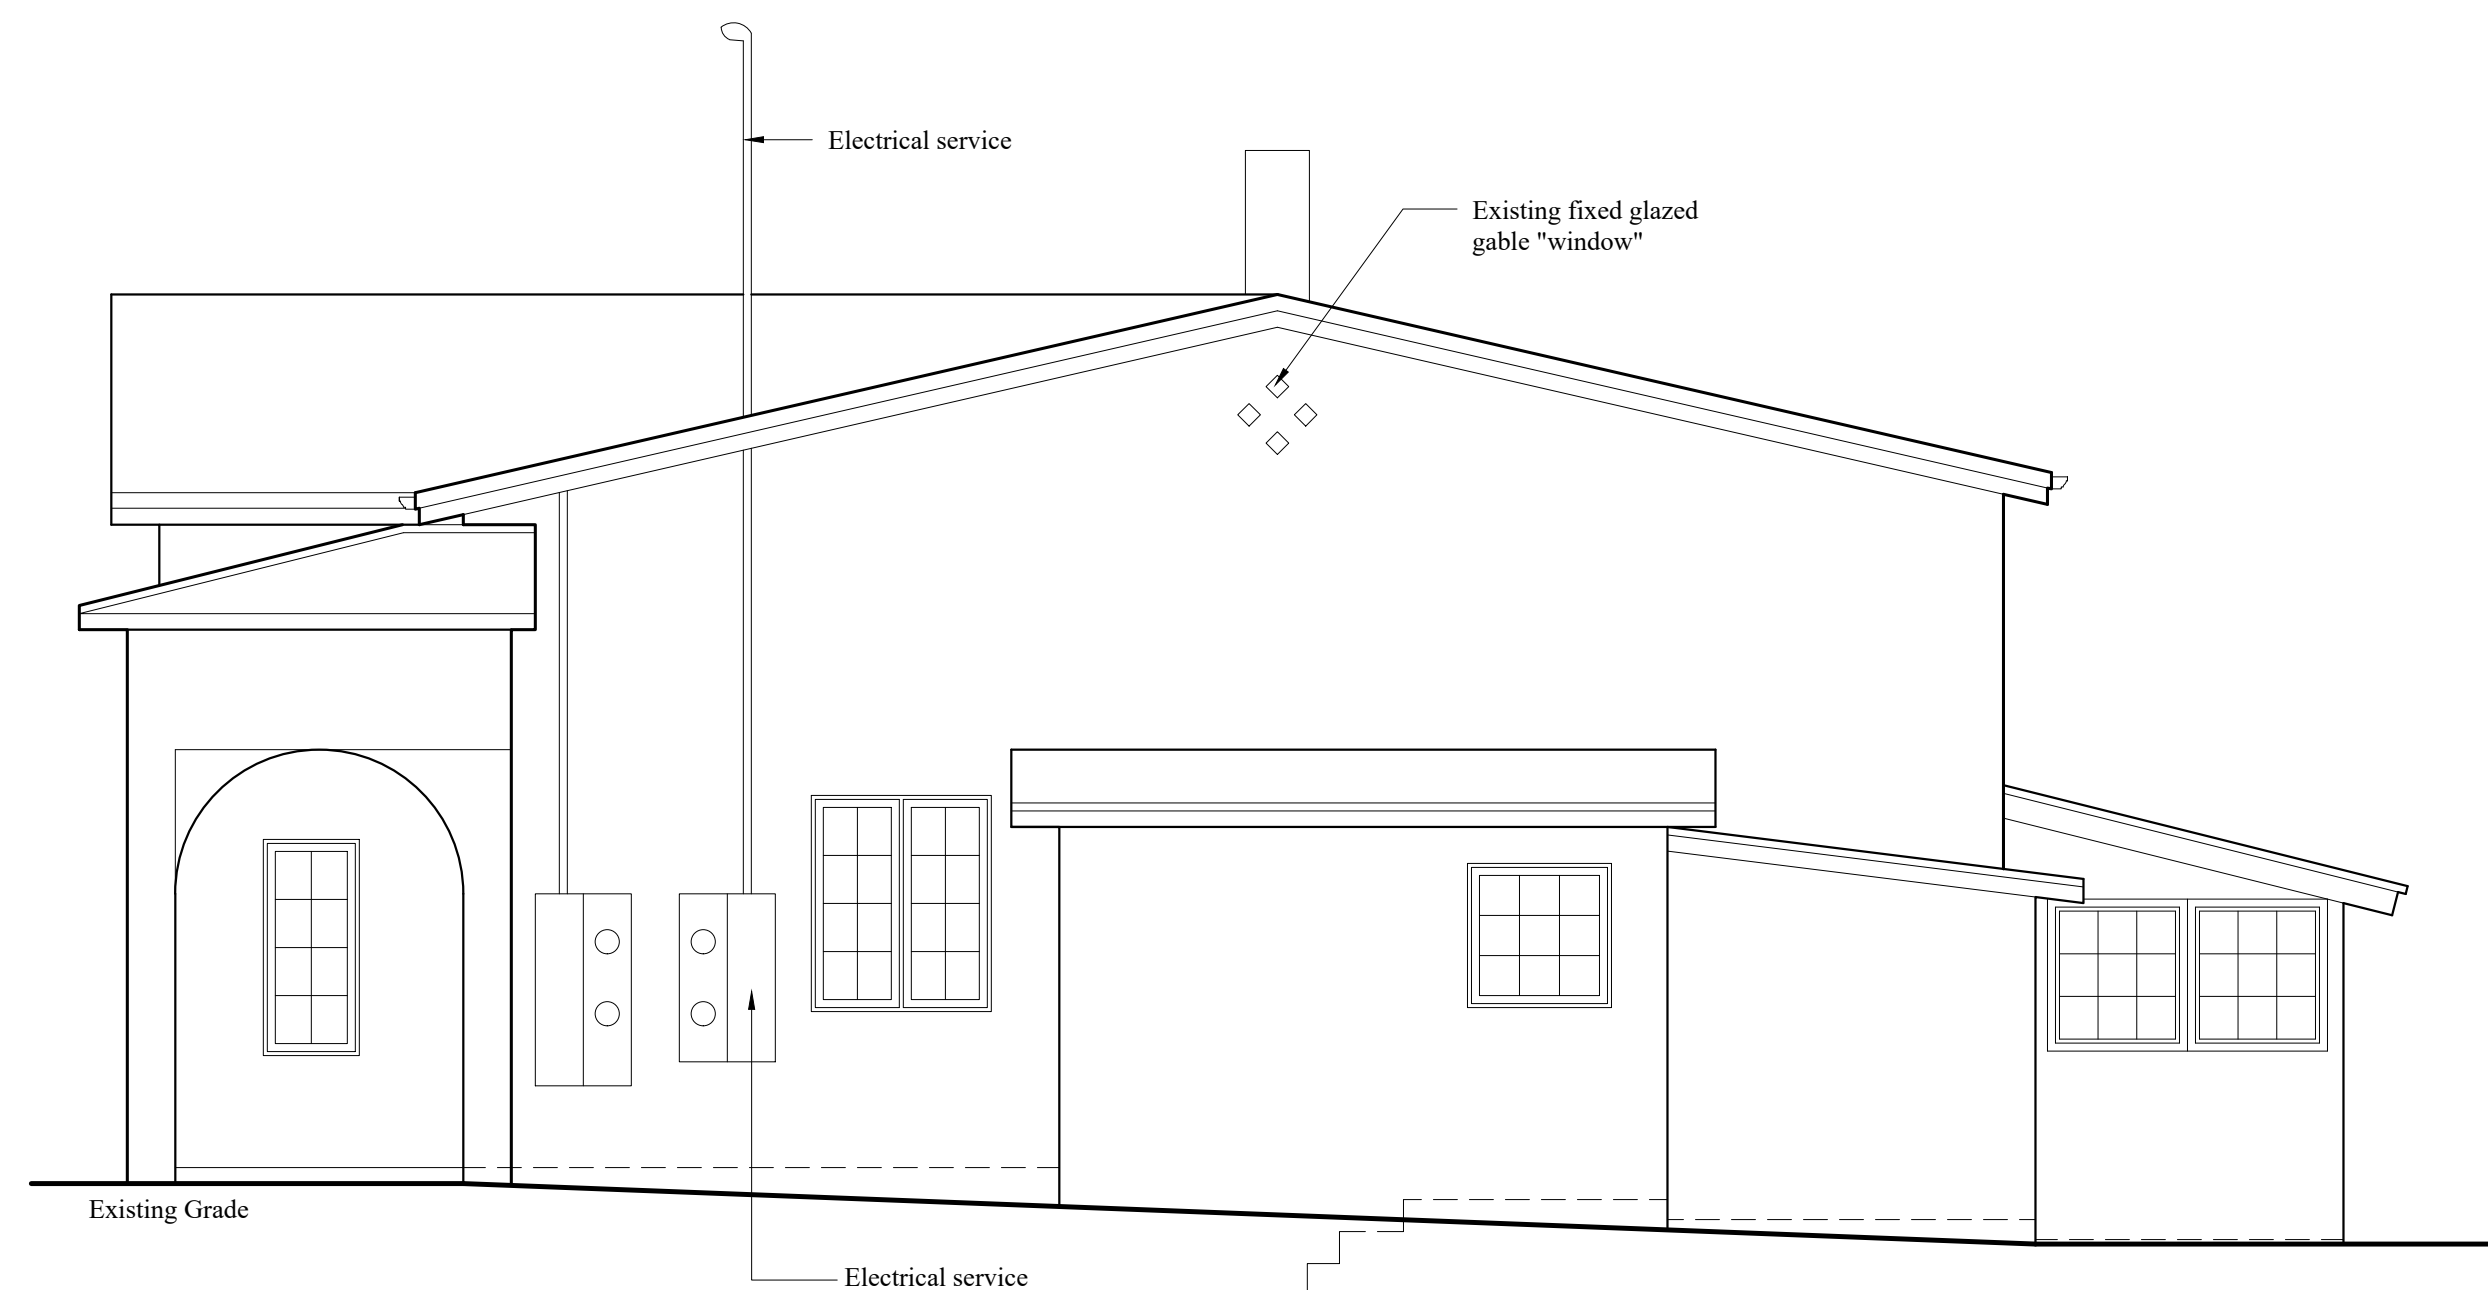 Electrical service
Existing fixed glazed
gable "window"
Existing Grade
Electrical service